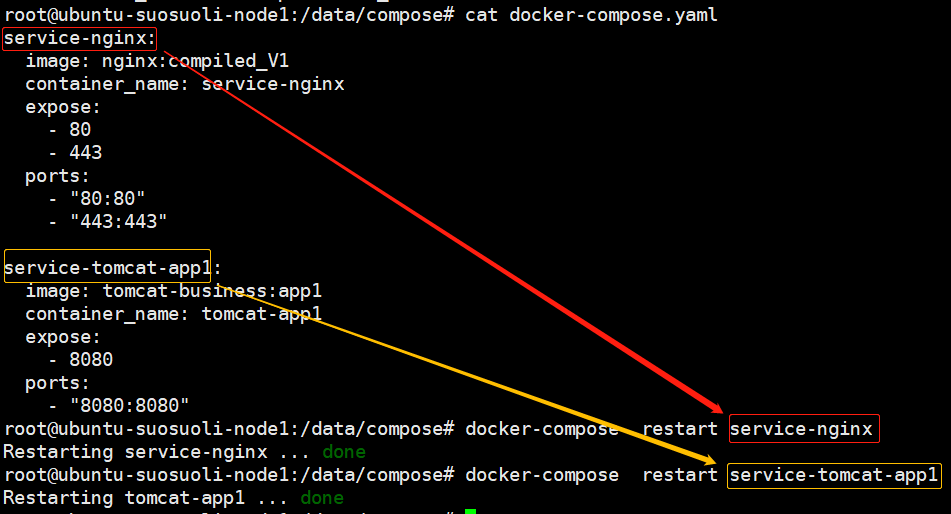 root@ubuntu-suosuoli-node1:/data/compose# cat docker-compose.yaml
service-nginx:
  image: nginx:compiled_V1
  container_name: service-nginx
  expose:
    - 80
    - 443
  ports:
    - "80:80"
    - "443:443"

service-tomcat-app1:
  image: tomcat-business:app1
  container_name: tomcat-app1
  expose:
    - 8080
  ports:
    - "8080:8080"
root@ubuntu-suosuoli-node1:/data/compose# docker-compose  restart service-nginx
Restarting service-nginx ... done
root@ubuntu-suosuoli-node1:/data/compose# docker-compose  restart service-tomcat-app1
Restarting tomcat-app1 ... done